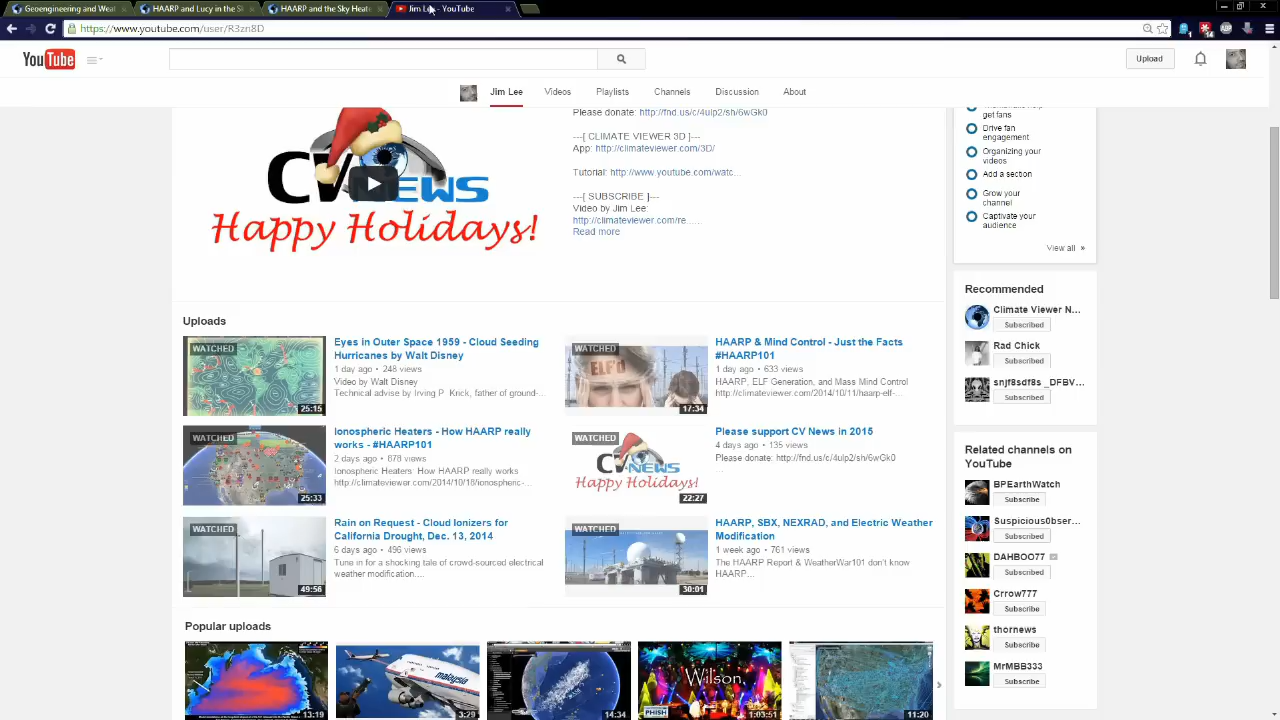 Geoengineering and Weat
HAARP and Lucy in the Sk
HAARP and the Sky Heate
Jim Lee - YouTube
https://www.youtube.com/user/R3zn8D
YouTube
Upload
Jim Lee
Videos
Playlists
Channels
Discussion
About
Please donate: http://fnd.us/c/4ulp2/sh/6wGk0
---[ CLIMATE VIEWER 3D ]---
App: http://climateviewer.com/3D/
Tutorial: http://www.youtube.com/watc...
---[ SUBSCRIBE ]---
Video by Jim Lee:
http://climateviewer.com/re......
Read more
CV News
Happy Holidays!
get fans
Drive fan
engagement
Organizing your
videos
Add a section
Grow your
channel
Captivate your
audience
View all »
Recommended
Climate Viewer N...
Subscribed
Rad Chick
Subscribed
snjf8sdf8s _DFBV...
Subscribed
Related channels on
YouTube
BPEarthWatch
Subscribe
Suspicious0bser...
Subscribed
DAHBOO77
Subscribed
Crrow777
Subscribe
thornews
Subscribe
MrMBB333
Subscribe
Uploads
WATCHED
25:15
Eyes in Outer Space 1959 - Cloud Seeding
Hurricanes by Walt Disney
1 day ago • 248 views
Video by Walt Disney
Technical advise by Irving P. Krick, father of ground-...
WATCHED
17:34
HAARP & Mind Control - Just the Facts
#HAARP101
1 day ago • 633 views
HAARP, ELF Generation, and Mass Mind Control
http://climateviewer.com/2014/10/11/haarp-elf-...
WATCHED
25:33
Ionospheric Heaters - How HAARP really
works - #HAARP101
2 days ago • 878 views
Ionospheric Heaters: How HAARP really works
http://climateviewer.com/2014/10/18/ionospheric-...
WATCHED
CV News
Happy Holidays!
22:27
Please support CV News in 2015
4 days ago • 135 views
Please donate: http://fnd.us/c/4ulp2/sh/6wGk0
...
WATCHED
49:56
Rain on Request - Cloud Ionizers for
California Drought, Dec. 13, 2014
6 days ago • 496 views
Tune in for a shocking tale of crowd-sourced electrical
weather modification....
WATCHED
30:01
HAARP, SBX, NEXRAD, and Electric Weather
Modification
1 week ago • 761 views
The HAARP Report & WeatherWar101 don't know
HAARP...
Popular uploads
13:19
malaysia
3:29
14:34
Wilson
PHISH
1:03:51
11:20